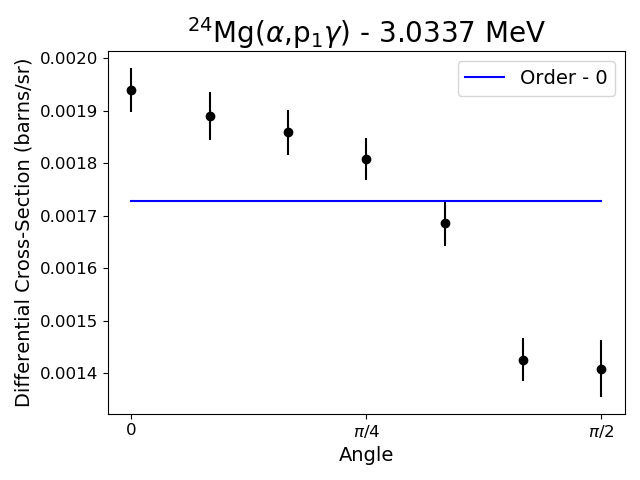 ²⁴Mg(α,p₁γ) - 3.0337 MeV
Order - 0
Differential Cross-Section (barns/sr)
0.0020
0.0019
0.0018
0.0017
0.0016
0.0015
0.0014
0 π/4 π/2
Angle